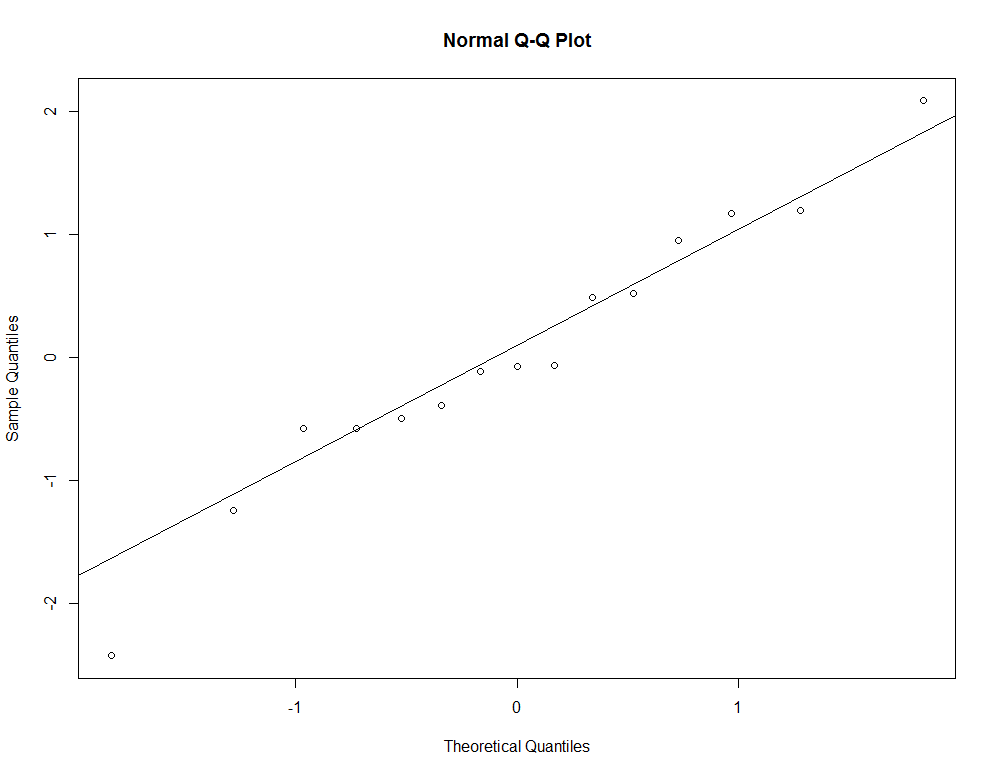 Normal Q-Q Plot
2
1
0
-1
-2
Sample Quantiles
-1 0 1
Theoretical Quantiles